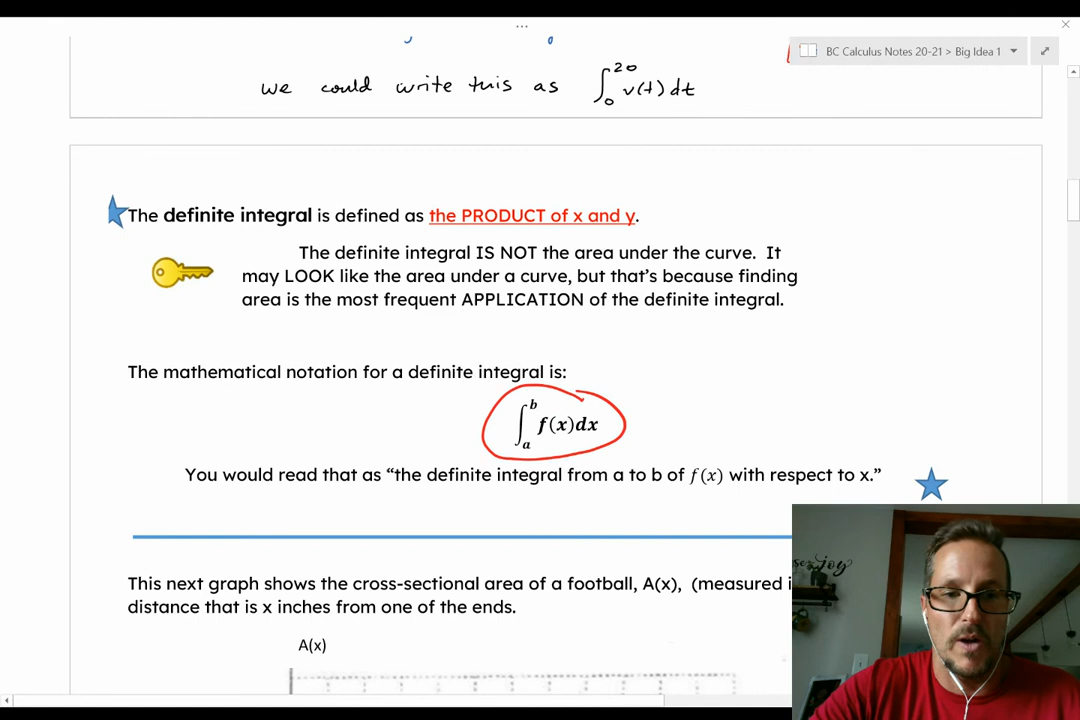 BC Calculus Notes 20-21 > Big Idea 1
we could write this as ∫₀²⁰ v(t) dt
The definite integral is defined as the PRODUCT of x and y.
The definite integral IS NOT the area under the curve. It
may LOOK like the area under a curve, but that's because finding
area is the most frequent APPLICATION of the definite integral.
The mathematical notation for a definite integral is:
∫ₐᵇ f(x)dx
You would read that as “the definite integral from a to b of f(x) with respect to x.”
This next graph shows the cross-sectional area of a football, A(x), (measured i
distance that is x inches from one of the ends.
A(x)